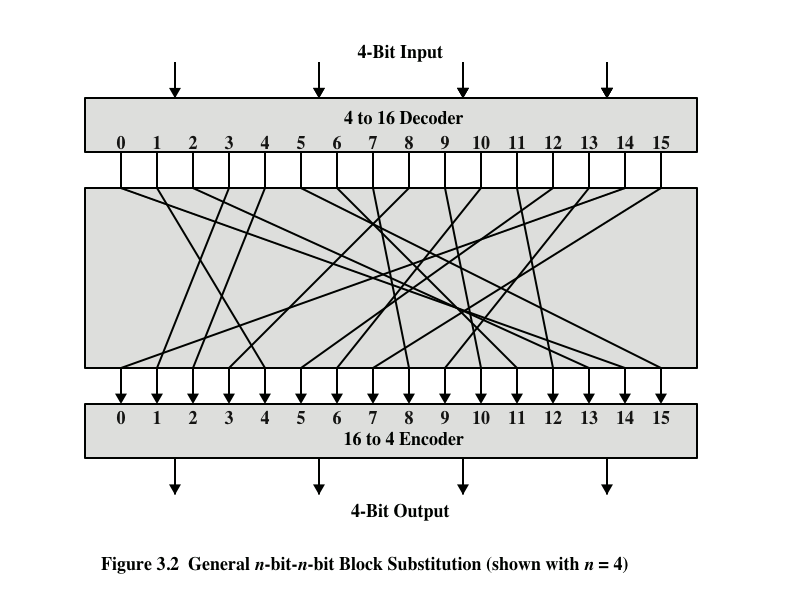 4-Bit Input
4 to 16 Decoder
0 1 2 3 4 5 6 7 8 9 10 11 12 13 14 15
0 1 2 3 4 5 6 7 8 9 10 11 12 13 14 15
16 to 4 Encoder
4-Bit Output
Figure 3.2 General n-bit-n-bit Block Substitution (shown with n = 4)